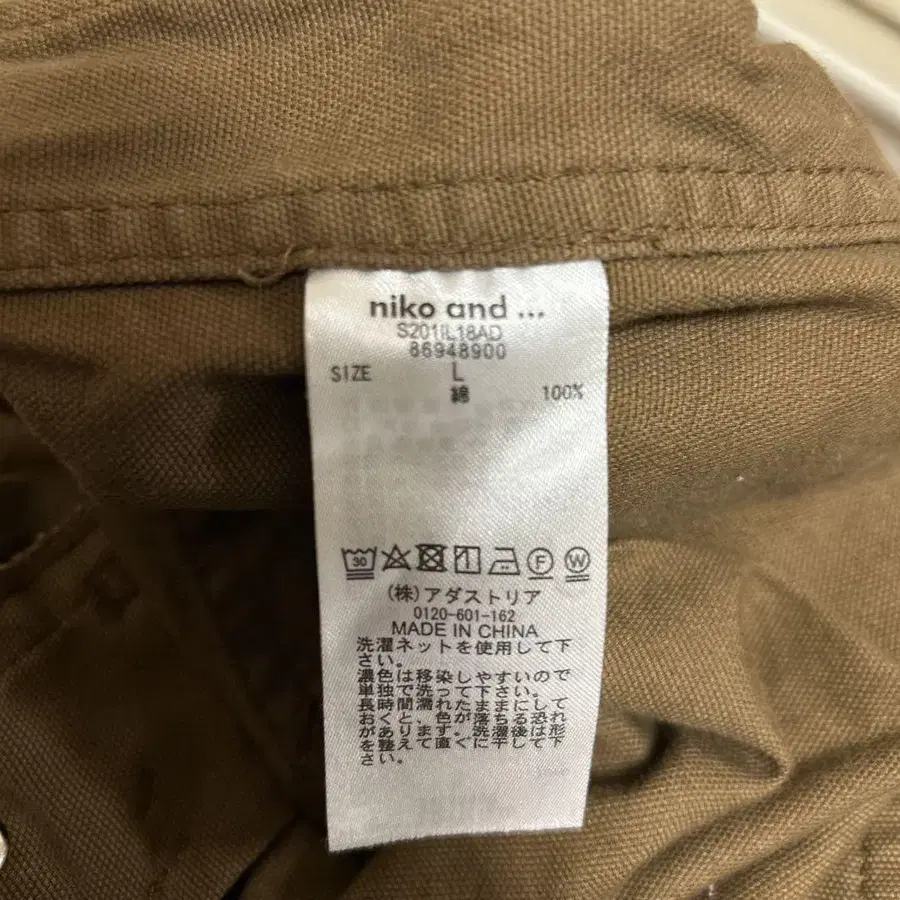 niko and ...
S201IL18AD
86948900
SIZE L
綿 100%
30
F W
(株)アダストリア
0120-601-162
MADE IN CHINA
洗濯ネットを使用して下
さい。
濃色は移染しやすいので
単独で洗って下さい。
長時間濡れたままにして
おくと、色が落ちる恐れ
があります。洗濯後は形
を整えて直ぐに干して下
さい。